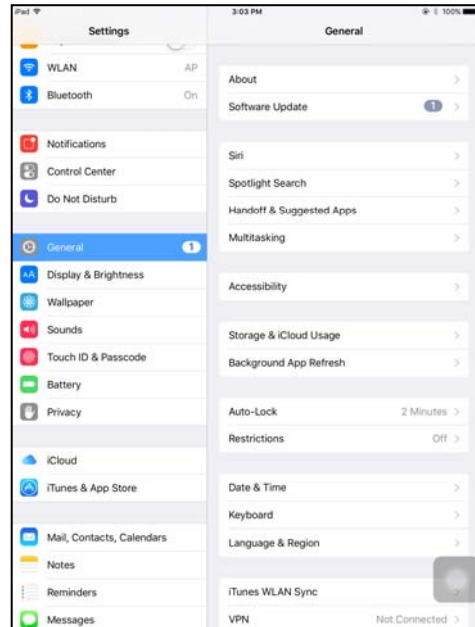 iPad 3:03 PM 100%
Settings
WLAN AP
Bluetooth On
Notifications
Control Center
Do Not Disturb
General 1
Display & Brightness
AA
Wallpaper
Sounds
Touch ID & Passcode
Battery
Privacy
iCloud
iTunes & App Store
Mail, Contacts, Calendars
Notes
Reminders
Messages
General
About
Software Update 1
Siri
Spotlight Search
Handoff & Suggested Apps
Multitasking
Accessibility
Storage & iCloud Usage
Background App Refresh
Auto-Lock 2 Minutes
Restrictions Off
Date & Time
Keyboard
Language & Region
iTunes WLAN Sync
VPN Not Connected